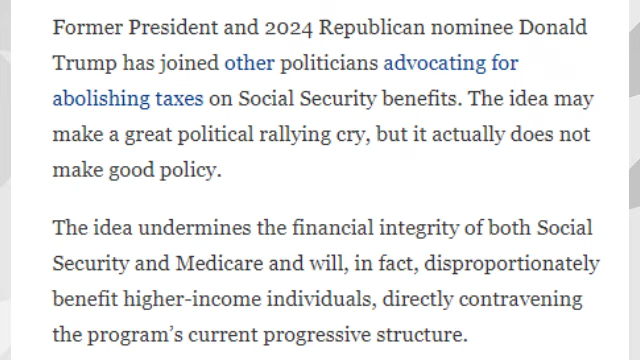 Former President and 2024 Republican nominee Donald
Trump has joined other politicians advocating for
abolishing taxes on Social Security benefits. The idea may
make a great political rallying cry, but it actually does not
make good policy.
The idea undermines the financial integrity of both Social
Security and Medicare and will, in fact, disproportionately
benefit higher-income individuals, directly contravening
the program’s current progressive structure.